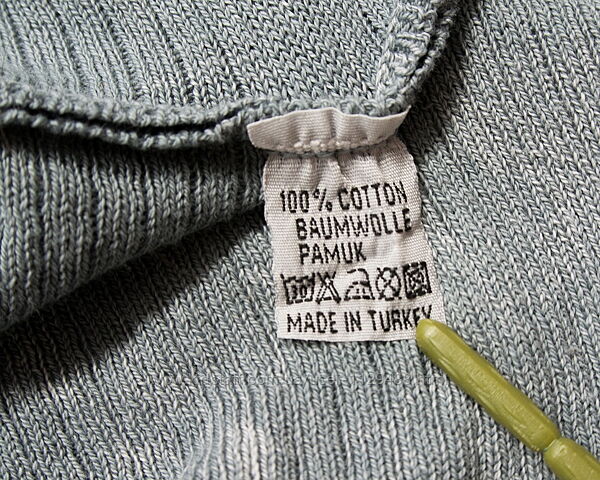 100% COTTON
BAUMWOLLE
PAMUK
MADE IN TURKEY